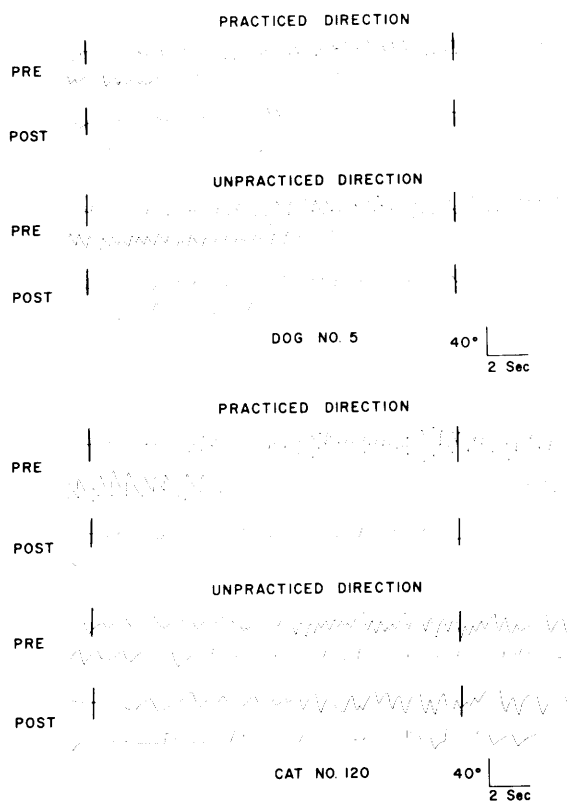 PRACTICED DIRECTION
PRE
POST
UNPRACTICED DIRECTION
PRE
POST
DOG NO. 5
40°
2 Sec
PRACTICED DIRECTION
PRE
POST
UNPRACTICED DIRECTION
PRE
POST
CAT NO. 120
40°
2 Sec